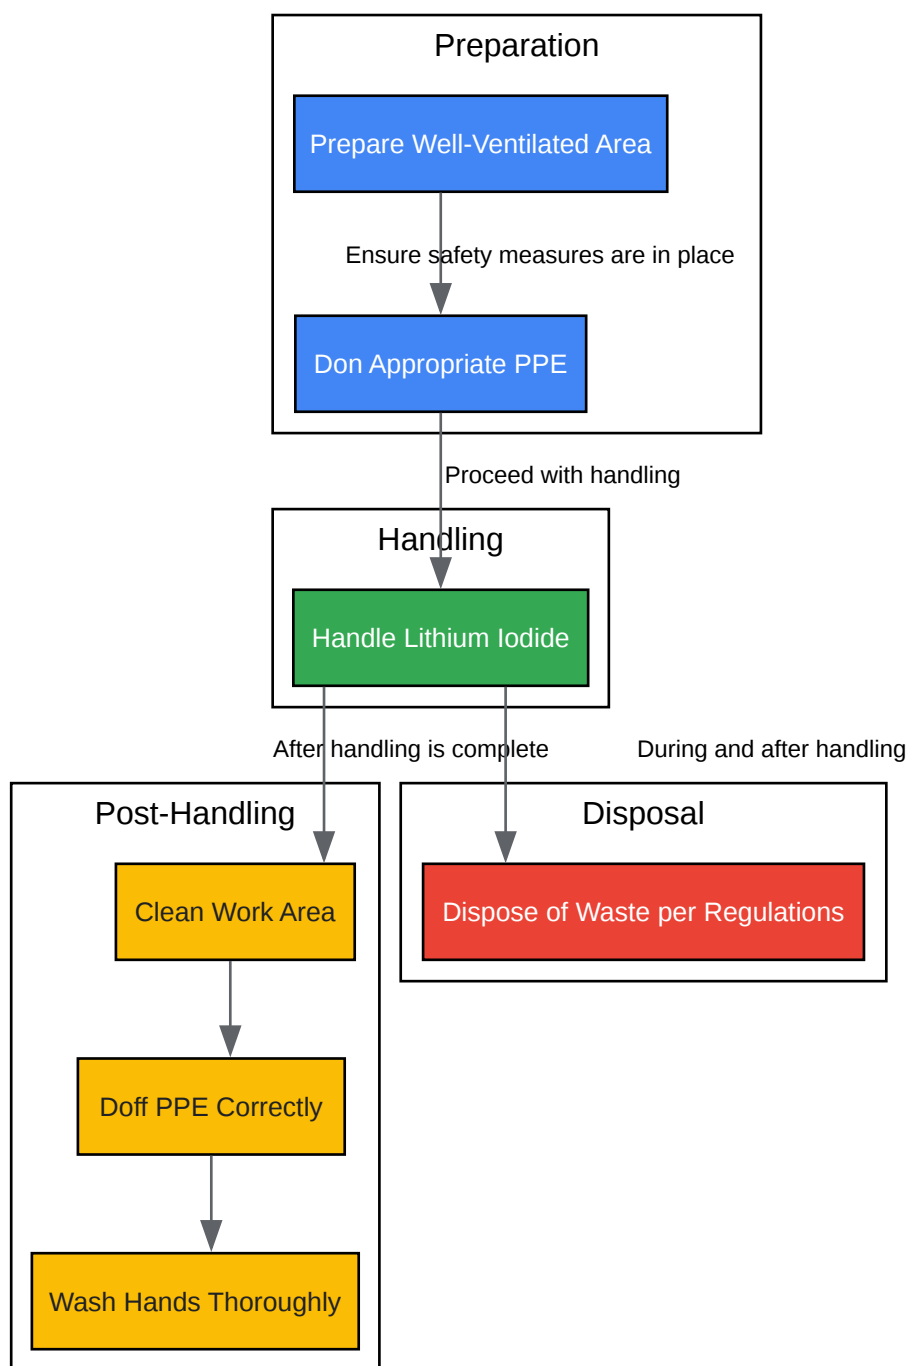 Preparation
Prepare Well-Ventilated Area
Ensure safety measures are in place
Don Appropriate PPE
Proceed with handling
Handling
Handle Lithium Iodide
After handling is complete
During and after handling
Post-Handling
Disposal
Clean Work Area
Dispose of Waste per Regulations
Doff PPE Correctly
Wash Hands Thoroughly